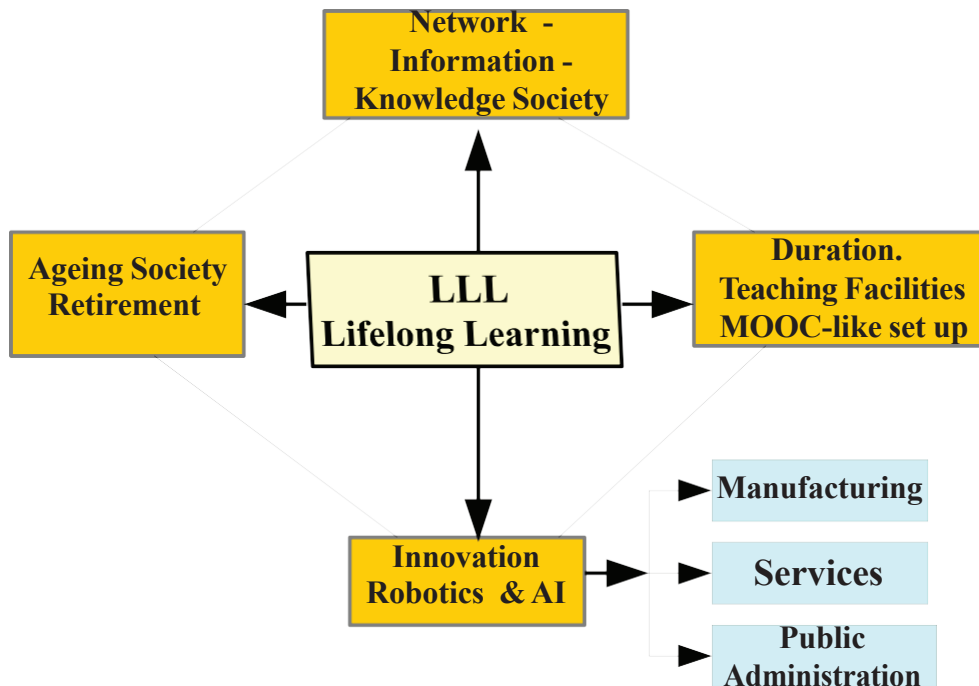 Network -
Information -
Knowledge Society
Ageing Society
Retirement
LLL
Lifelong Learning
Duration.
Teaching Facilities
MOOC-like set up
Innovation
Robotics & AI
Manufacturing
Services
Public
Administration